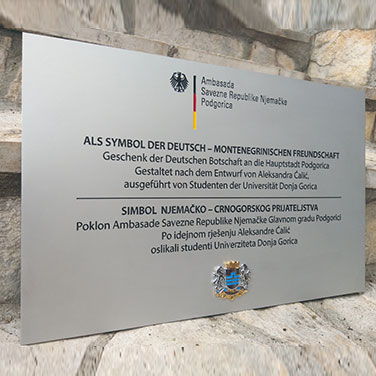 Ambasada
Savezne Republike Njemačke
Podgorica
ALS SYMBOL DER DEUTSCH – MONTENEGRINISCHEN FREUNDSCHAFT
Geschenk der Deutschen Botschaft an die Hauptstadt Podgorica
Gestaltet nach dem Entwurf von Aleksandra Ćalić,
ausgeführt von Studenten der Universität Donja Gorica
SIMBOL NJEMAČKO – CRNOGORSKOG PRIJATELJSTVA
Poklon Ambasade Savezne Republike Njemačke Glavnom gradu Podgorici
Po idejnom rješenju Aleksandre Ćalić
oslikali studenti Univerziteta Donja Gorica